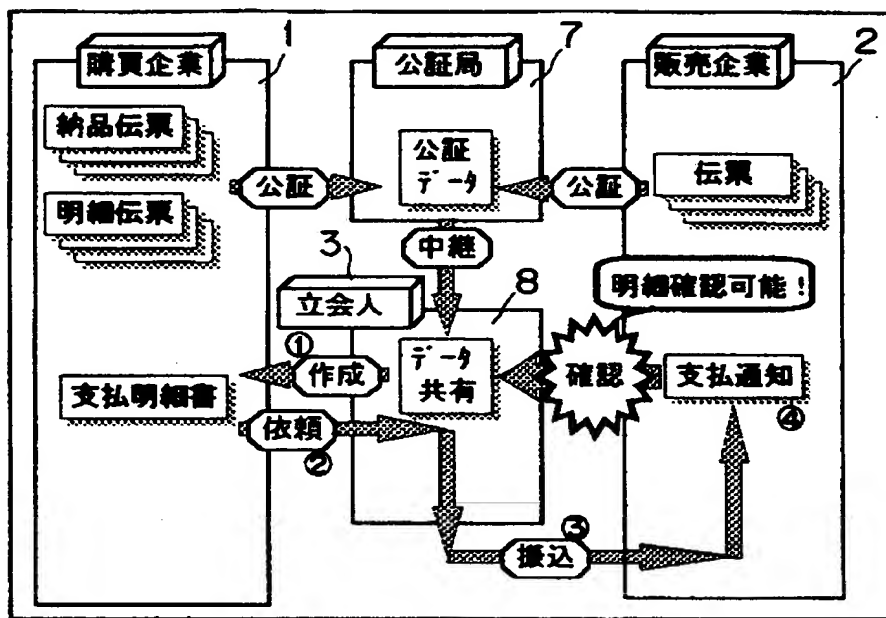 購買企業
1
公証局
7
販売企業
2
納品伝票
明細伝票
公証
公証
データ
公証
伝票
中継
3
立会人
8
明細確認可能!
①
作成
データ
共有
確認
支払通知
④
支払明細書
依頼
②
③
振込